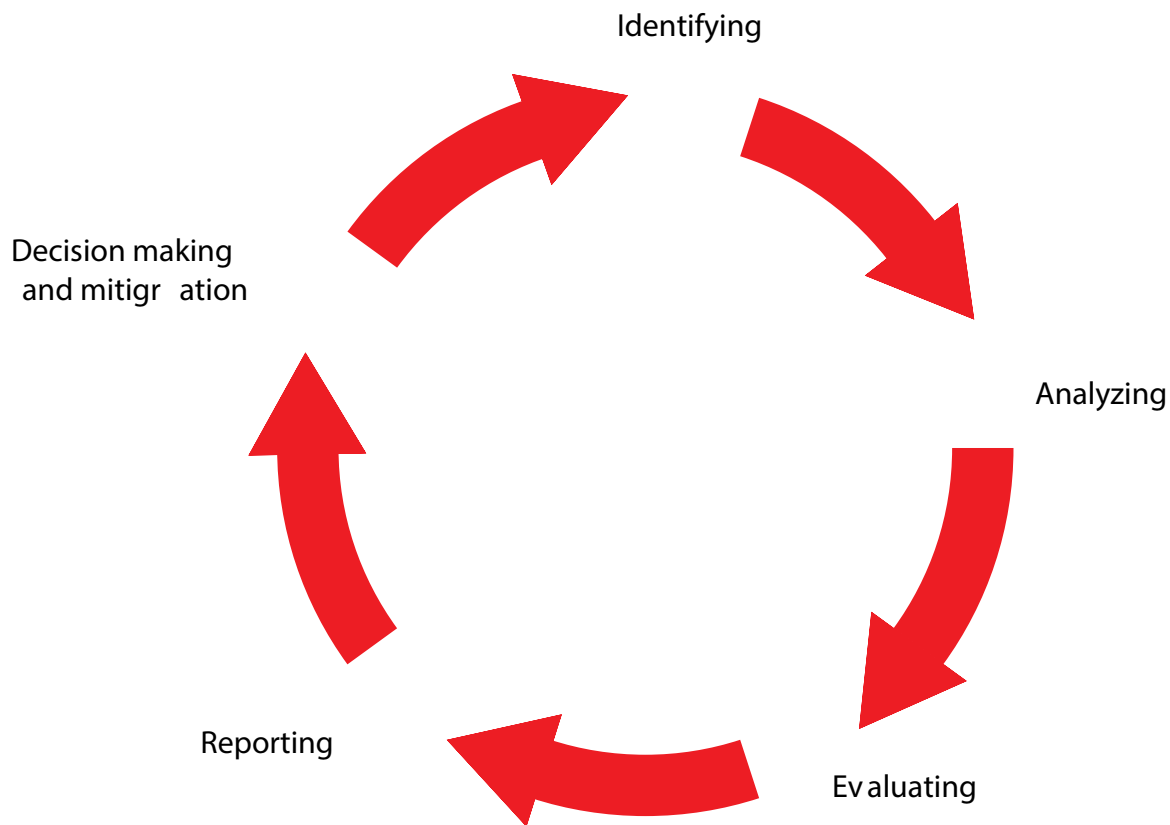 Identifying
Decision making
and mitigr ation
Analyzing
Reporting
Ev aluating